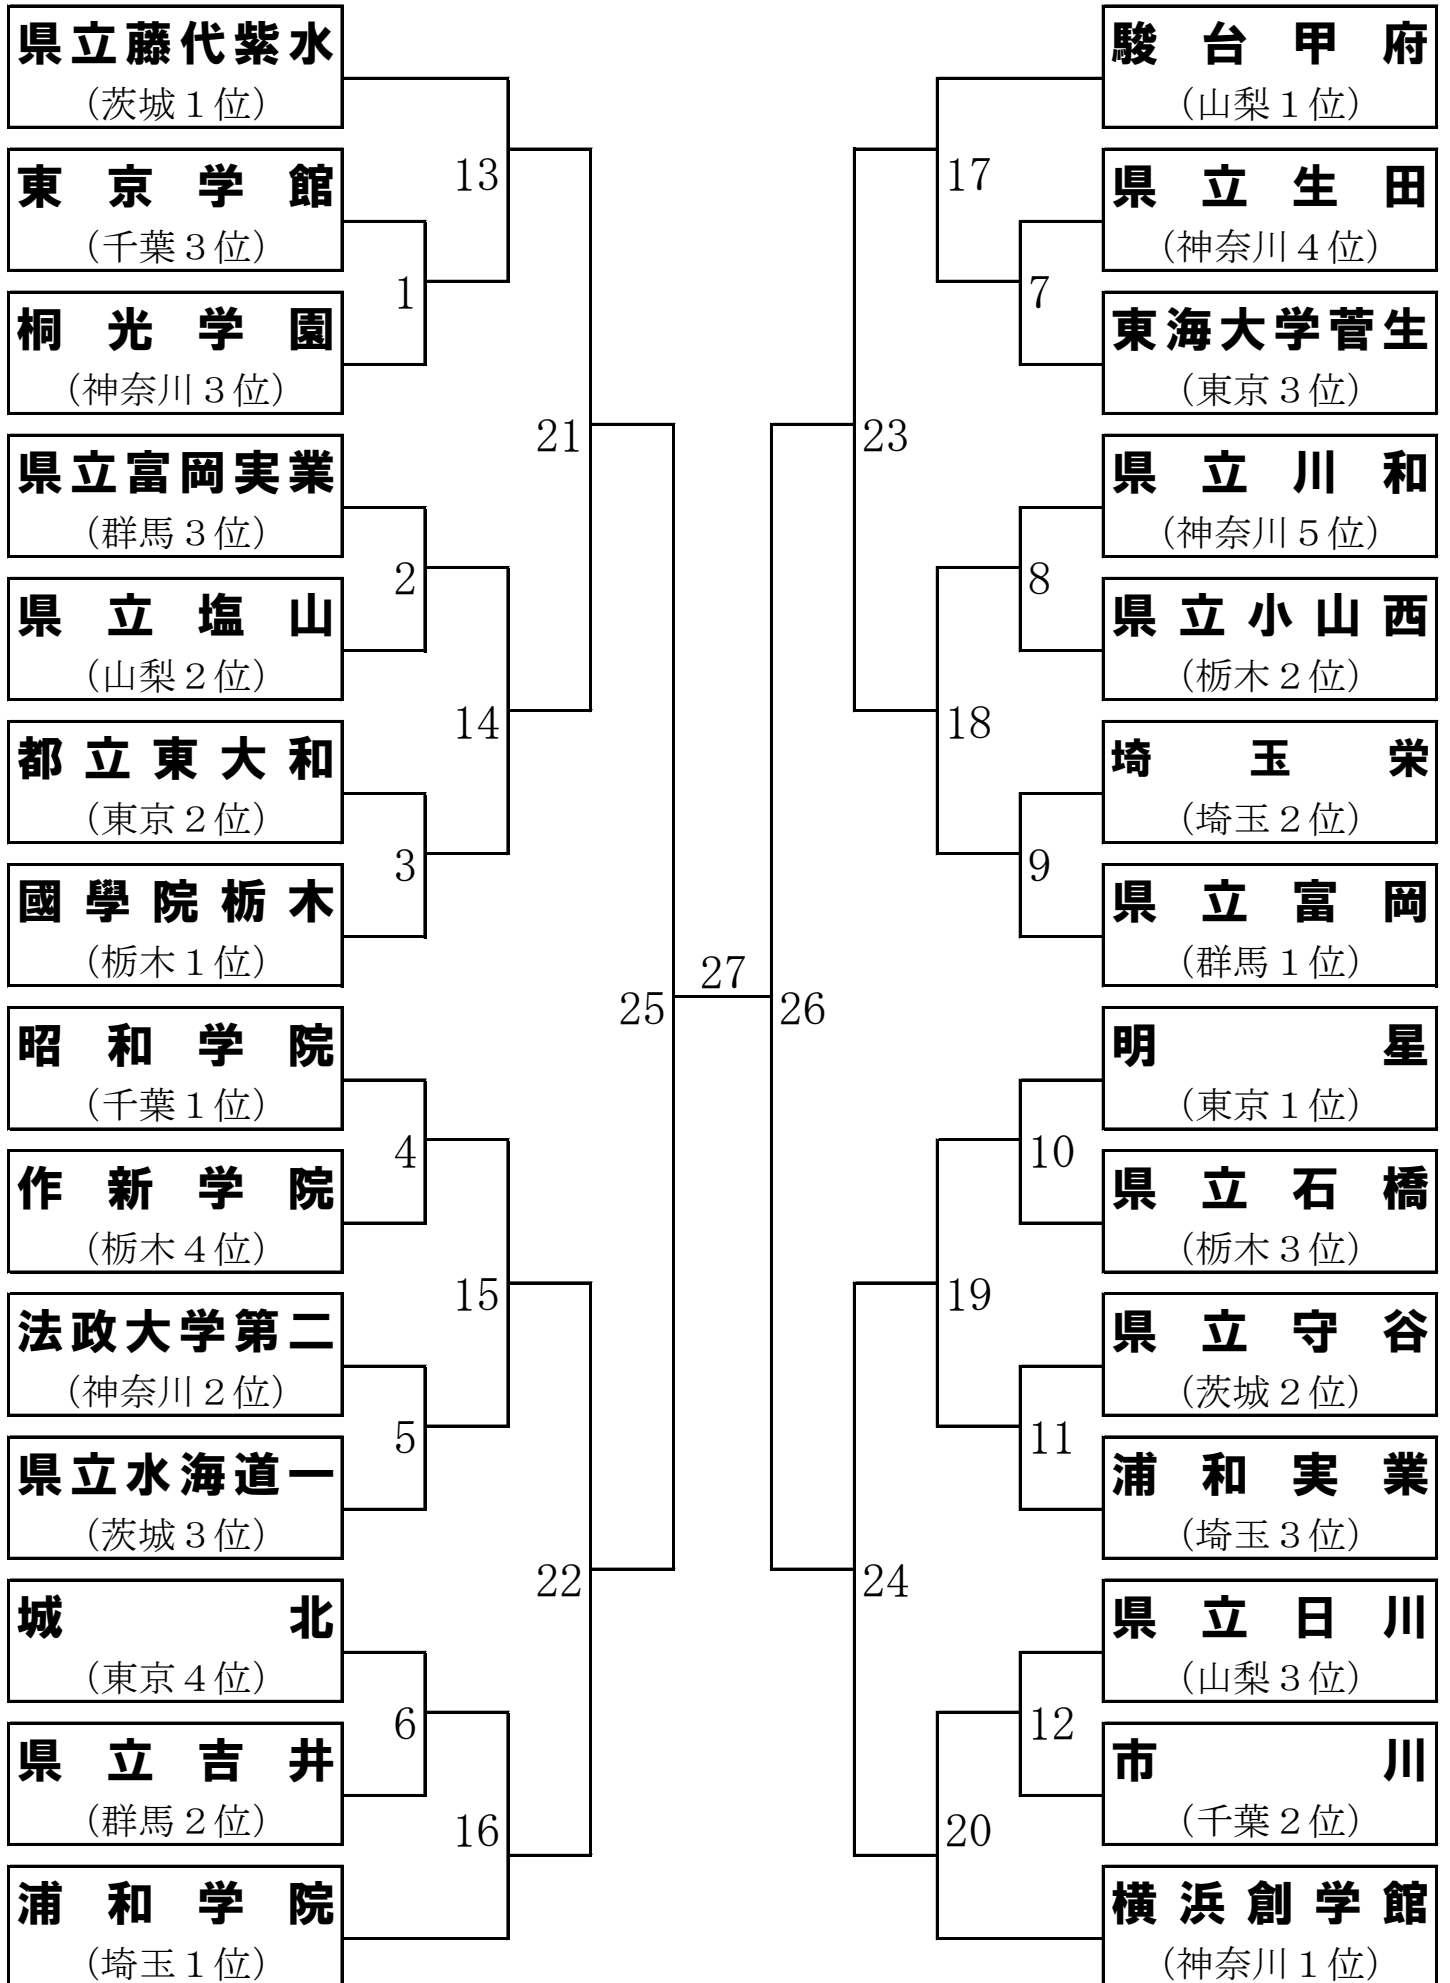 県立藤代紫水
（茨城１位）
東京学館
（千葉３位）
桐光学園
（神奈川３位）
県立富岡実業
（群馬３位）
県立塩山
（山梨２位）
都立東大和
（東京２位）
國學院栃木
（栃木１位）
昭和学院
（千葉１位）
作新学院
（栃木４位）
法政大学第二
（神奈川２位）
県立水海道一
（茨城３位）
城北
（東京４位）
県立吉井
（群馬２位）
浦和学院
（埼玉１位）
1
2
3
4
5
6
13
14
15
16
21
22
25
27
26
23
24
17
18
19
20
7
8
9
10
11
12
駿台甲府
（山梨１位）
県立生田
（神奈川４位）
東海大学菅生
（東京３位）
県立川和
（神奈川５位）
県立小山西
（栃木２位）
埼玉栄
（埼玉２位）
県立富岡
（群馬１位）
明星
（東京１位）
県立石橋
（栃木３位）
県立守谷
（茨城２位）
浦和実業
（埼玉３位）
県立日川
（山梨３位）
市川
（千葉２位）
横浜創学館
（神奈川１位）